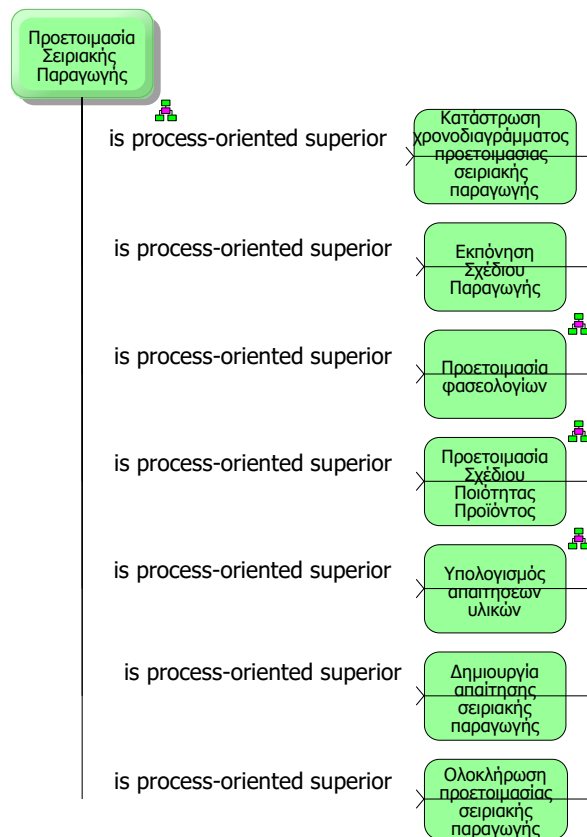 Προετοιμασία
Σειριακής
Παραγωγής
is process-oriented superior
Κατάστρωση
χρονοδιαγράμματος
προετοιμασιας
σειριακής
παραγωγής
is process-oriented superior
Εκπόνηση
Σχέδιου
Παραγωγής
is process-oriented superior
Προετοιμασία
φασεολογίων
is process-oriented superior
Προετοιμασία
Σχέδιου
Ποιότητας
Προϊόντος
is process-oriented superior
Υπολογισμός
απαιτήσεων
υλικών
is process-oriented superior
Δημιουργία
απαίτησης
σειριακής
παραγωγής
is process-oriented superior
Ολοκλήρωση
προετοιμασίας
σειριακής
παραγωγής